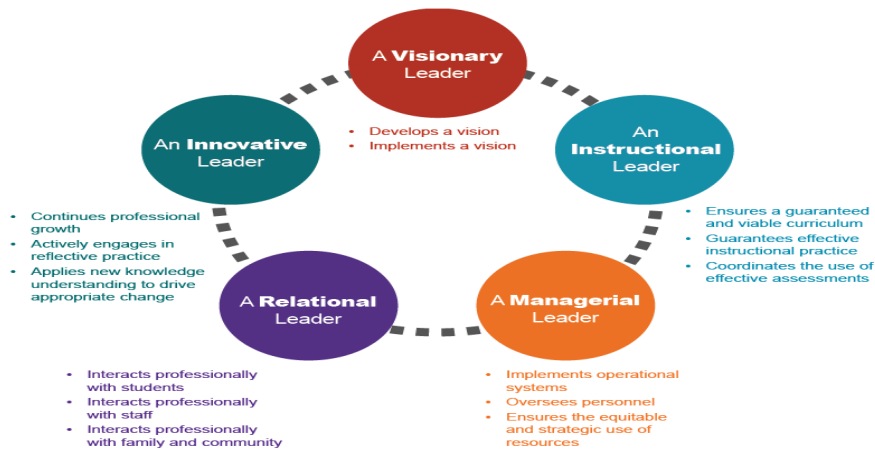 A Visionary
Leader
• Develops a vision
• Implements a vision
An
Instructional
Leader
• Ensures a guaranteed
and viable curriculum
• Guarantees effective
instructional practice
• Coordinates the use of
effective assessments
A Managerial
Leader
• Implements operational
systems
• Oversees personnel
• Ensures the equitable
and strategic use of
resources
A Relational
Leader
• Interacts professionally
with students
• Interacts professionally
with staff
• Interacts professionally
with family and community
An Innovative
Leader
• Continues professional
growth
• Actively engages in
reflective practice
• Applies new knowledge
understanding to drive
appropriate change